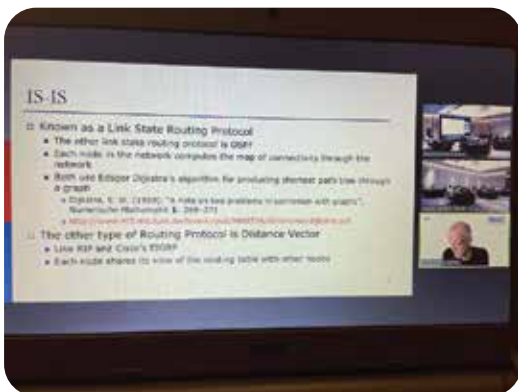 IS-IS
Known as a Link State Routing Protocol
The other link state routing protocol is OSPF
Each node in the network computes the map of connectivity through the
network
Both use Edsger Dijkstra's algorithm for producing shortest path tree through
a graph
Dijkstra, E. W. (1959). "A note on two problems in connexion with graphs".
Numerische Mathematik 1: 269–271
The other type of Routing Protocol is Distance Vector
Like RIP and Cisco's EIGRP
Each node shares its view of the routing table with other nodes